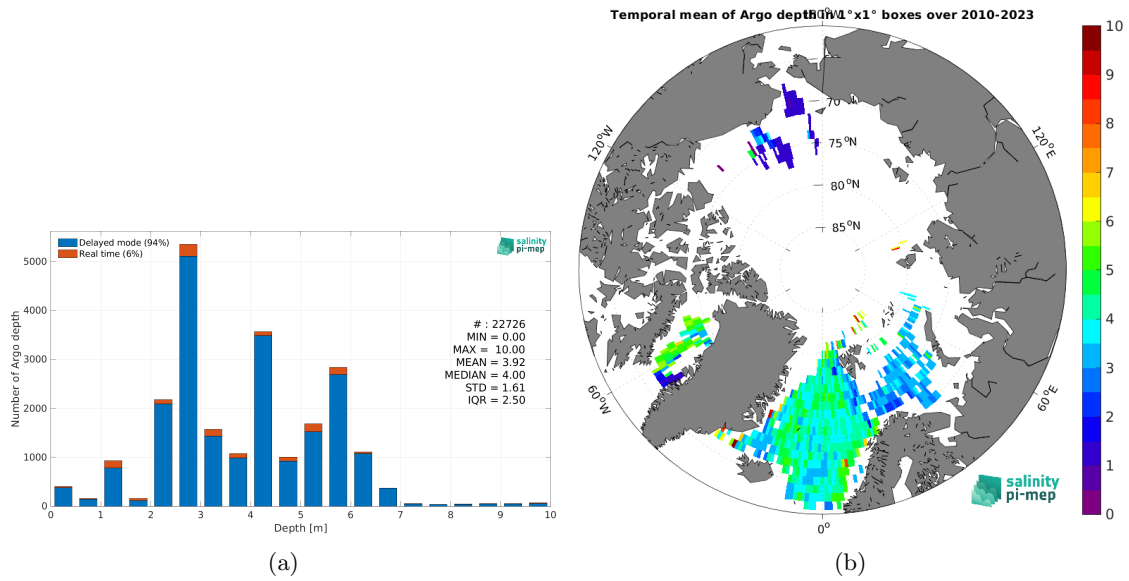 Temporal mean of Argo depth in 1°x1° boxes over 2010-2023
180°W
120°W
120°E
60°W
60°E
0°
70
75°N
80°N
85°N
10
9
8
7
6
5
4
3
2
1
0
salinity
pi-mep
Delayed mode (94%)
Real time (6%)
salinity
pi-mep
# : 22726
MIN = 0.00
MAX = 10.00
MEAN = 3.92
MEDIAN = 4.00
STD = 1.61
IQR = 2.50
Number of Argo depth
5000
4000
3000
2000
1000
0
0 1 2 3 4 5 6 7 8 9 10
Depth [m]
(a)
(b)